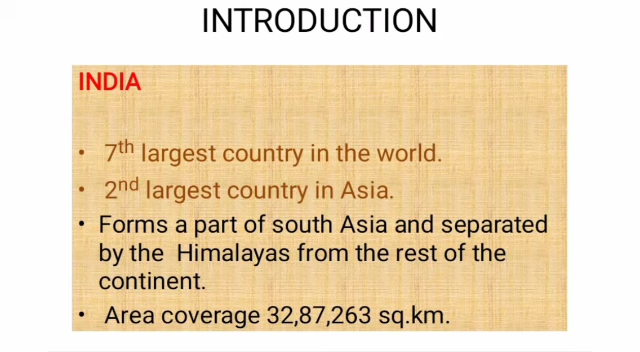 INTRODUCTION
INDIA
• 7th largest country in the world.
• 2nd largest country in Asia.
• Forms a part of south Asia and separated
by the Himalayas from the rest of the
continent.
• Area coverage 32,87,263 sq.km.